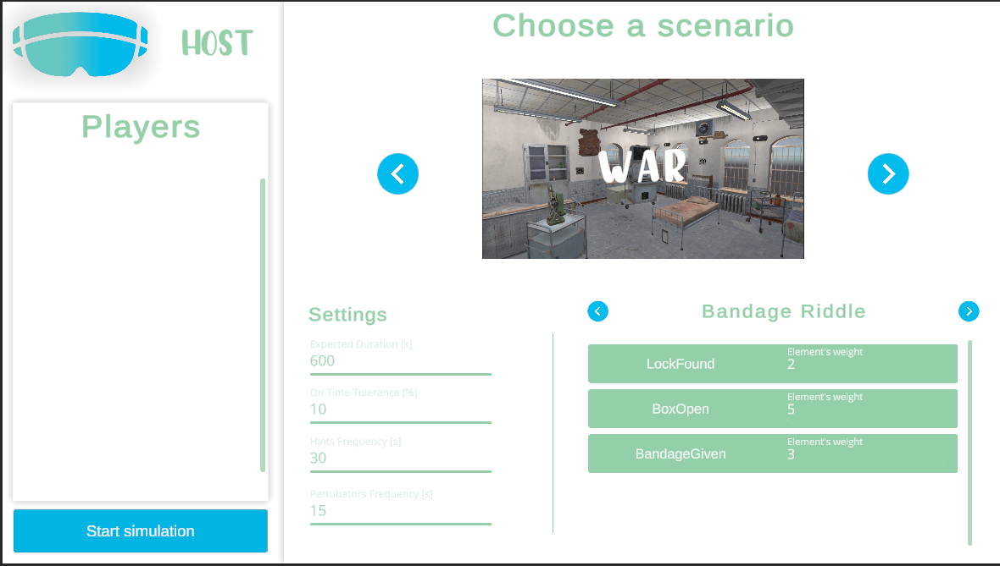 HOST
Players
Start simulation
Choose a scenario
WAR
Settings
Expected Duration [s]
600
On Time Tolerance [%]
10
Hints Frequency [s]
30
Pertubators Frequency [s]
15
Bandage Riddle
LockFound
Element's weight
2
BoxOpen
Element's weight
5
BandageGiven
Element's weight
3